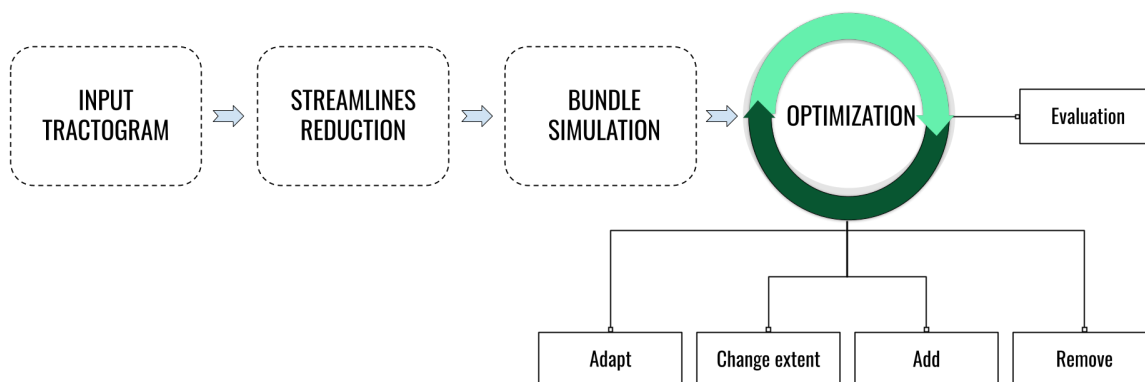 INPUT
TRACTOGRAM
STREAMLINES
REDUCTION
BUNDLE
SIMULATION
OPTIMIZATION
Evaluation
Adapt
Change extent
Add
Remove